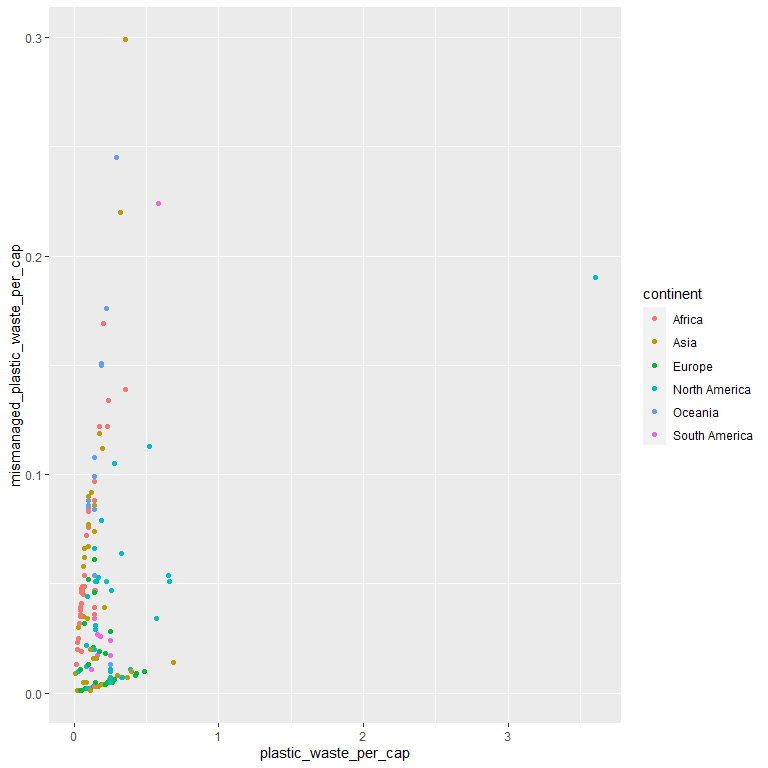 0.3
0.2
0.1
0.0
mismanaged_plastic_waste_per_cap
0
1
2
3
plastic_waste_per_cap
continent
Africa
Asia
Europe
North America
Oceania
South America